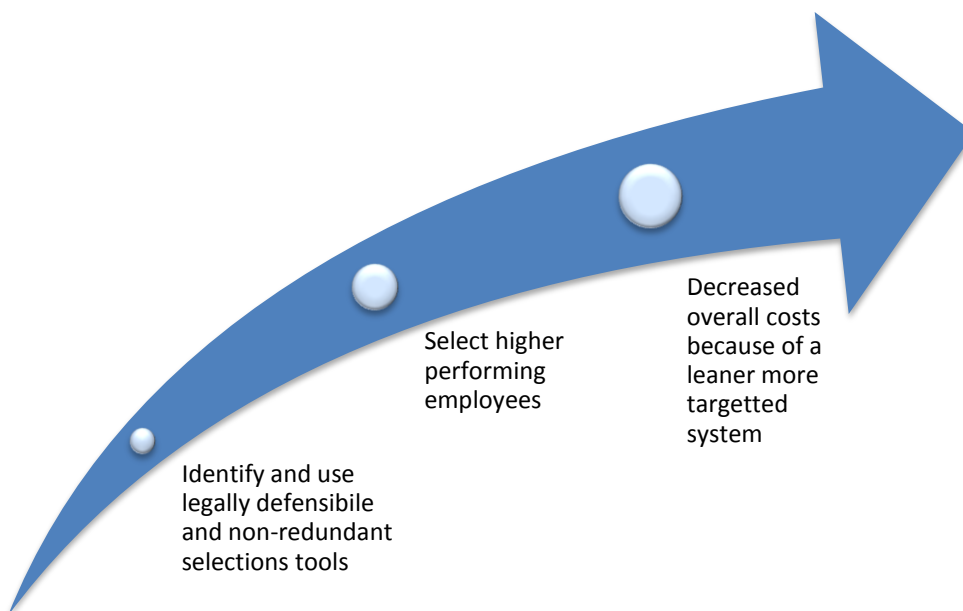 Identify and use
legally defensibile
and non-redundant
selections tools
Select higher
performing
employees
Decreased
overall costs
because of a
leaner more
targetted
system